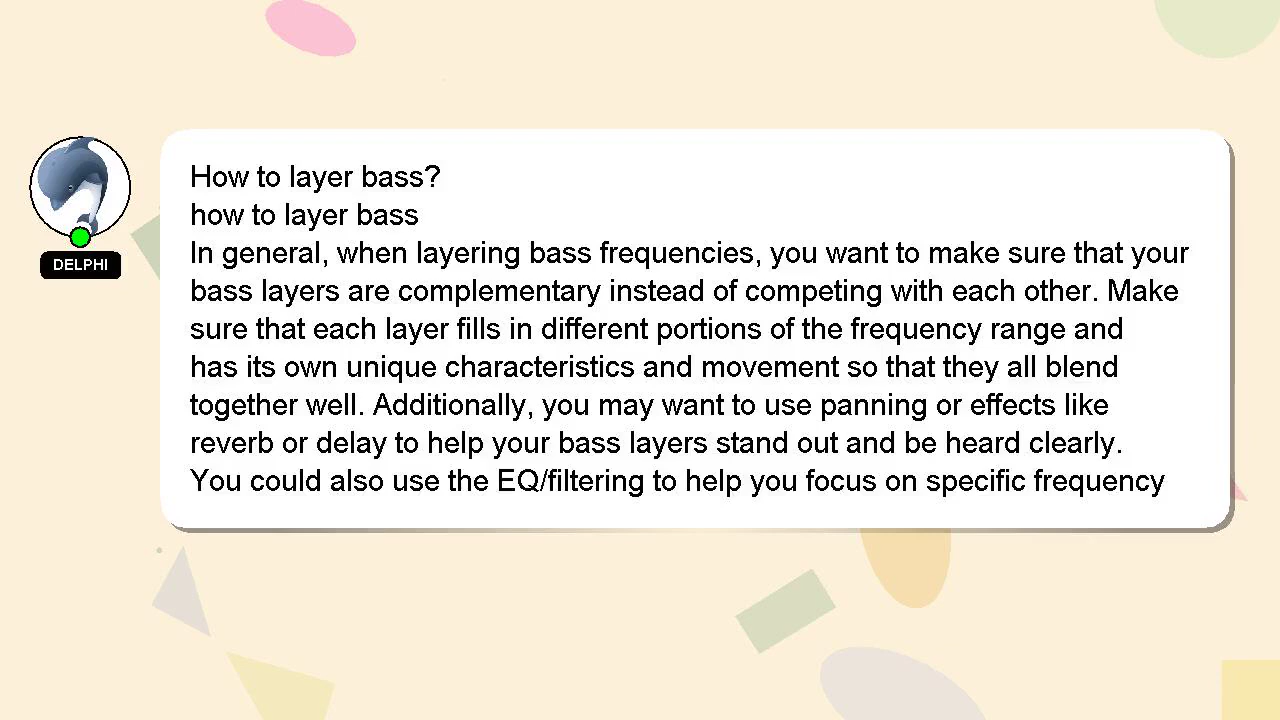 How to layer bass?
how to layer bass
In general, when layering bass frequencies, you want to make sure that your
bass layers are complementary instead of competing with each other. Make
sure that each layer fills in different portions of the frequency range and
has its own unique characteristics and movement so that they all blend
together well. Additionally, you may want to use panning or effects like
reverb or delay to help your bass layers stand out and be heard clearly.
You could also use the EQ/filtering to help you focus on specific frequency
DELPHI